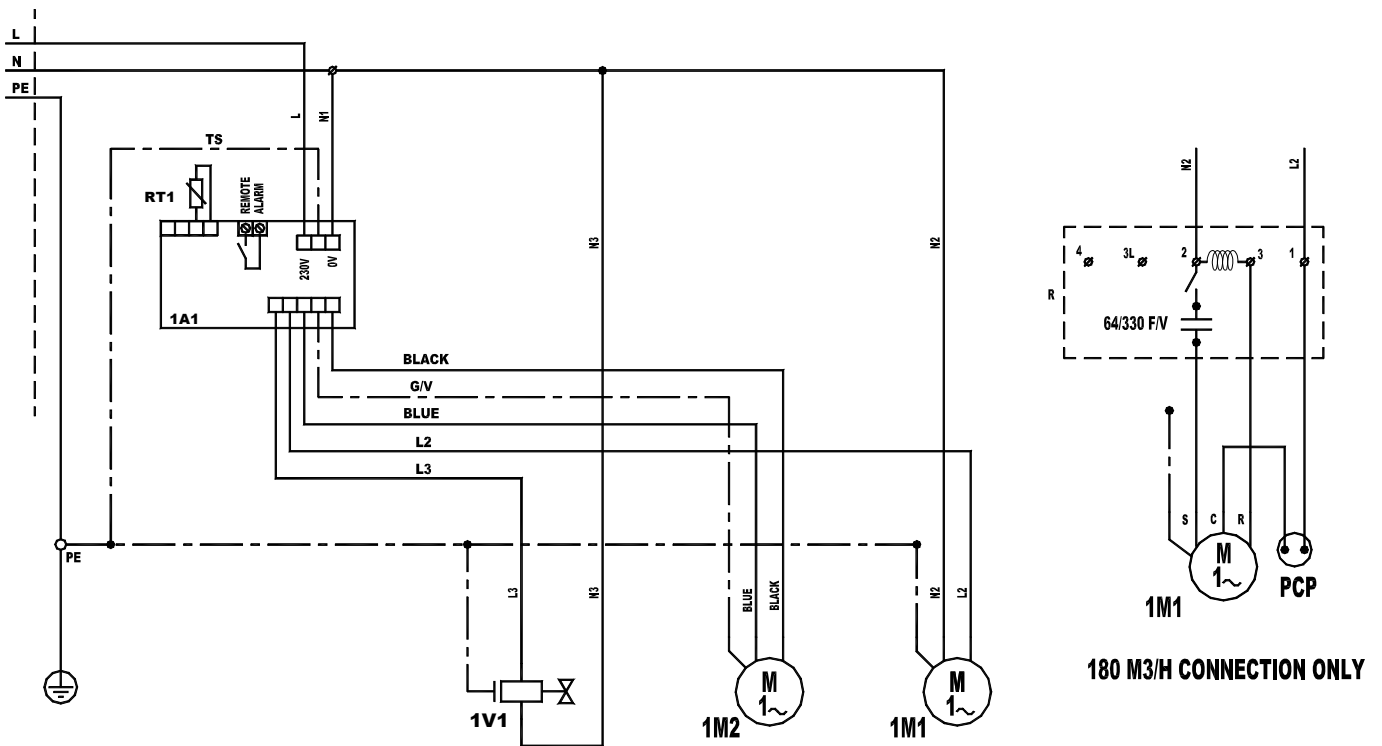 L
N
PE
TS
L
N1
RT1
REMOTE
ALARM
230V
0V
1A1
N3
N2
BLACK
G/V
BLUE
L2
L3
PE
L3
N3
BLUE
BLACK
N2
L2
1V1
M
1~
1M2
M
1~
1M1
N2
L2
4
3L
2
3
1
R
64/330 F/V
S
C
R
M
1~
1M1
PCP
180 M3/H CONNECTION ONLY